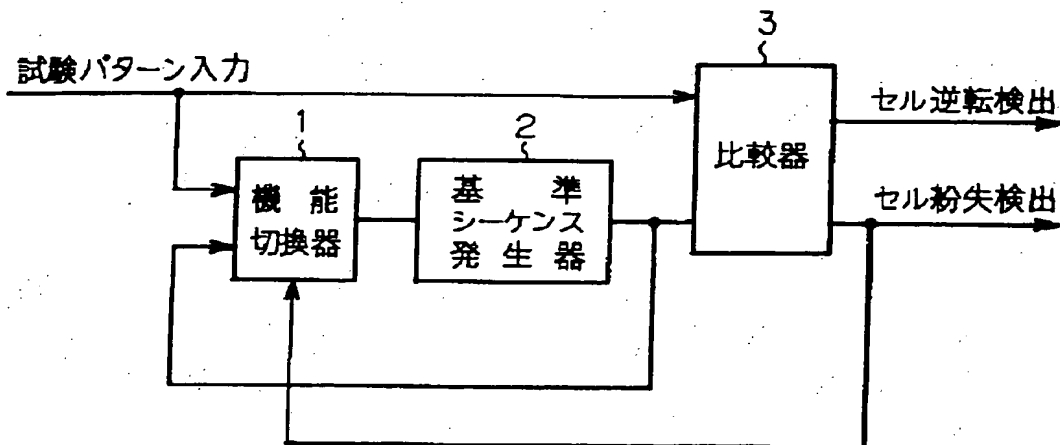 3
試験パターン入力
セル逆転検出
1
2
比較器
機能
切換器
基準
シーケンス
発生器
セル紛失検出